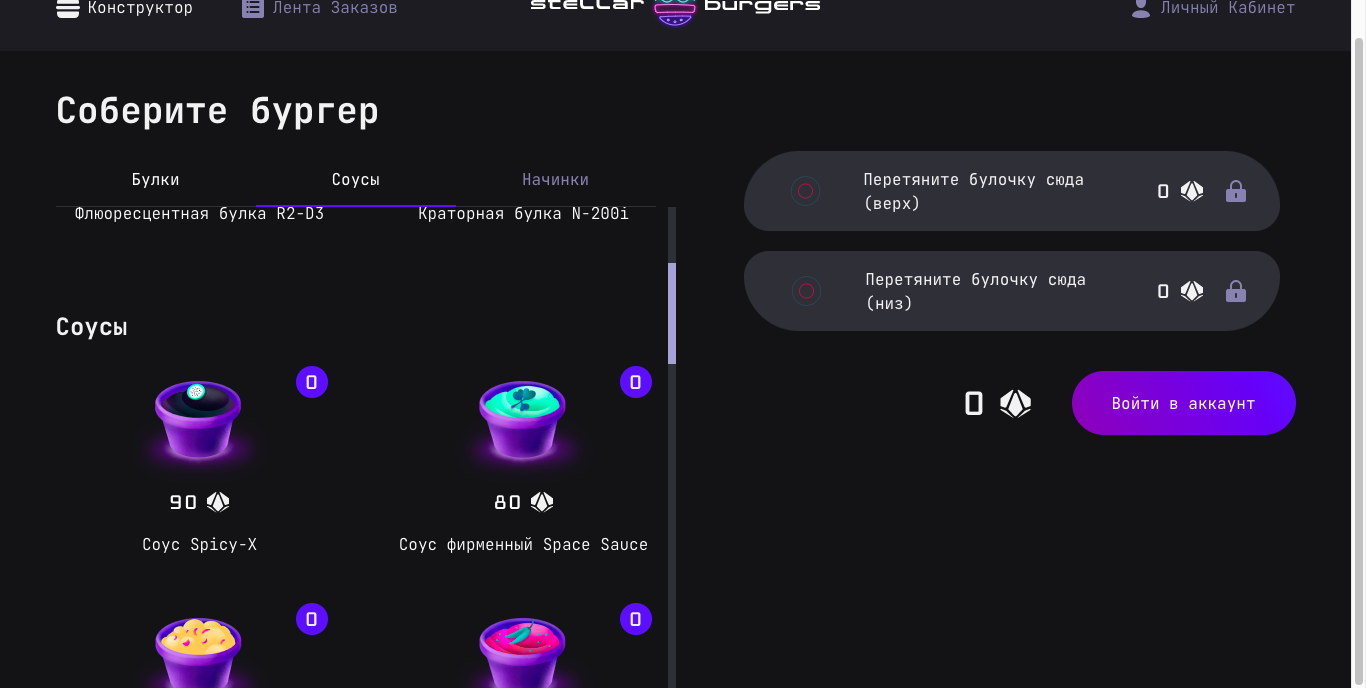 Конструктор
Лента Заказов
stellar burgers
Личный Кабинет
Соберите бургер
Булки
Соусы
Начинки
Флюоресцентная булка R2-D3
Краторная булка N-200i
Соусы
0
0
90
80
Соус Spicy-X
Соус фирменный Space Sauce
0
0
Перетяните булочку сюда
(верх)
0
Перетяните булочку сюда
(низ)
0
0
Войти в аккаунт